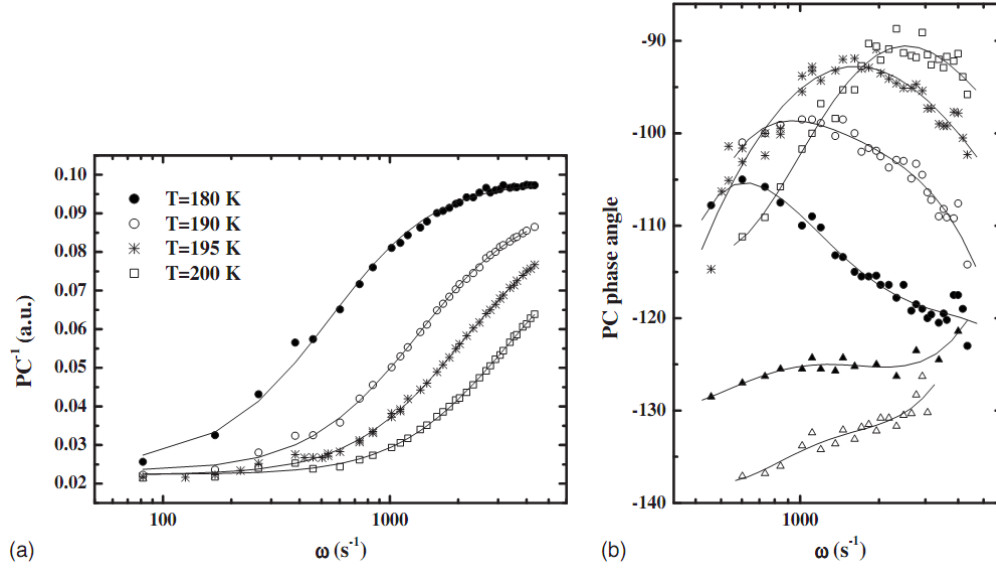 0.10
0.09
0.08
0.07
0.06
0.05
0.04
0.03
0.02
PC⁻¹ (a.u.)
T=180 K
T=190 K
T=195 K
T=200 K
100
1000
ω (s⁻¹)
(a)
-90
-100
-110
-120
-130
-140
PC phase angle
1000
ω (s⁻¹)
(b)